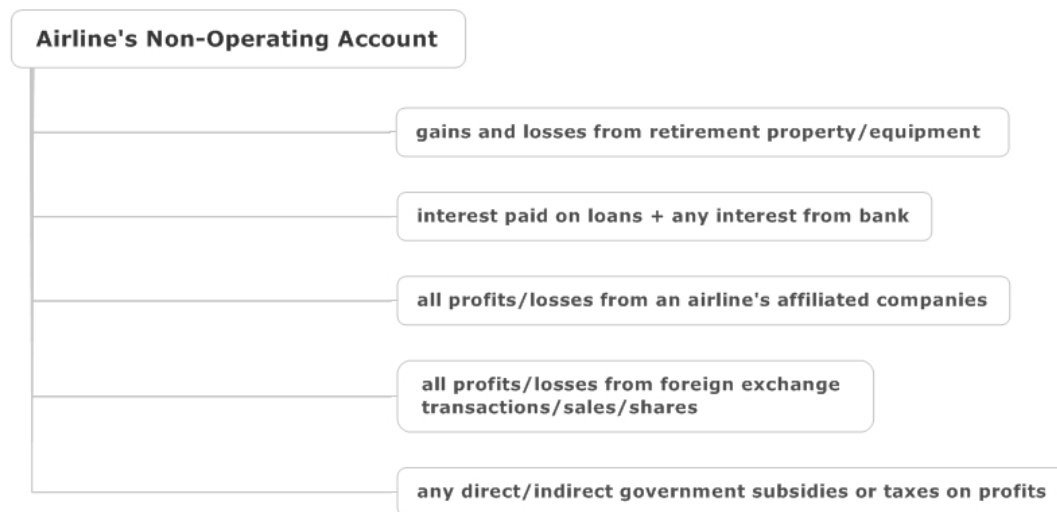 Airline's Non-Operating Account
gains and losses from retirement property/equipment
interest paid on loans + any interest from bank
all profits/losses from an airline's affiliated companies
all profits/losses from foreign exchange
transactions/sales/shares
any direct/indirect government subsidies or taxes on profits